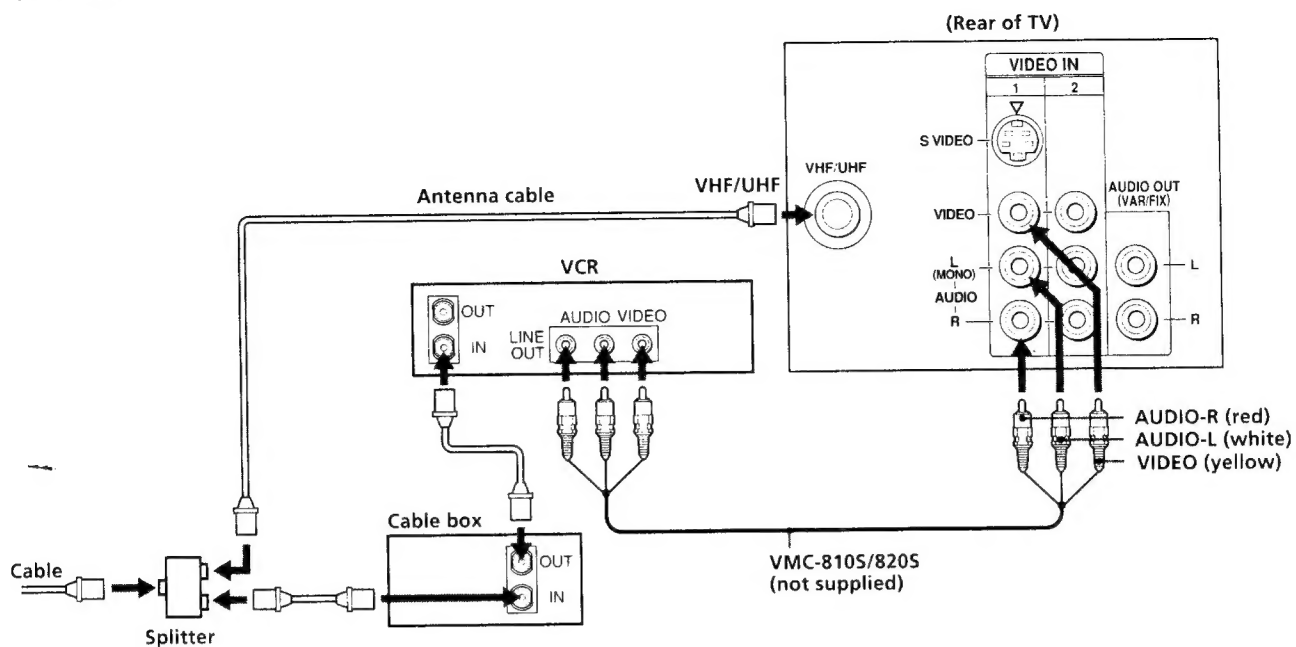 (Rear of TV)
VIDEO IN
1 2
S VIDEO
VHF/UHF
VHF/UHF
Antenna cable
AUDIO OUT
(VAR/FIX)
VIDEO
L
(MONO)
AUDIO
R
L
R
VCR
OUT
IN
AUDIO VIDEO
LINE
OUT
AUDIO-R (red)
AUDIO-L (white)
VIDEO (yellow)
Cable box
OUT
IN
VMC-810S/820S
(not supplied)
Cable
Splitter